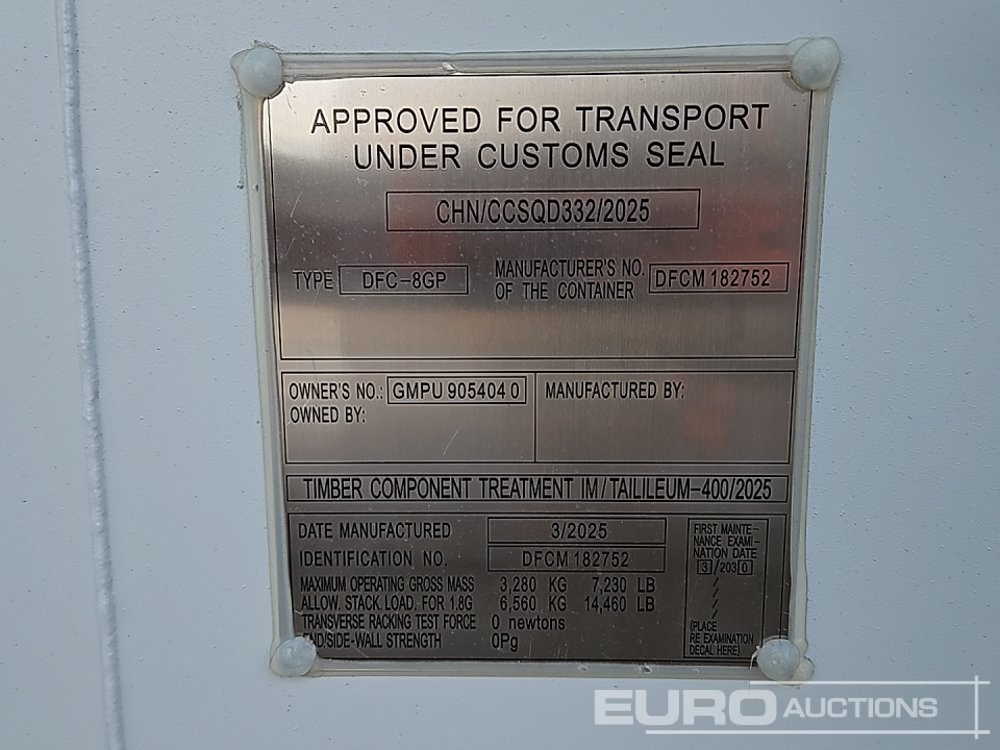 APPROVED FOR TRANSPORT
UNDER CUSTOMS SEAL
CHN/CCSQD332/2025
TYPE DFC-8GP
MANUFACTURER'S NO.
OF THE CONTAINER DFCM 182752
OWNER'S NO.: GMPU 905404 0
OWNED BY:
MANUFACTURED BY:
TIMBER COMPONENT TREATMENT IM/TAILILEUM-400/2025
DATE MANUFACTURED 3/2025
IDENTIFICATION NO. DFCM 182752
MAXIMUM OPERATING GROSS MASS 3,280 KG 7,230 LB
ALLOW. STACK. LOAD, FOR 1.8G 6,560 KG 14,460 LB
TRANSVERSE RACKING TEST FORCE 0 newtons
END/SIDE-WALL STRENGTH 0Pg
FIRST MAINTE-
NANCE EXAMI-
NATION DATE
3/2030
/
/
/
(PLACE
RE EXAMINATION
DECAL HERE)
EURO AUCTIONS